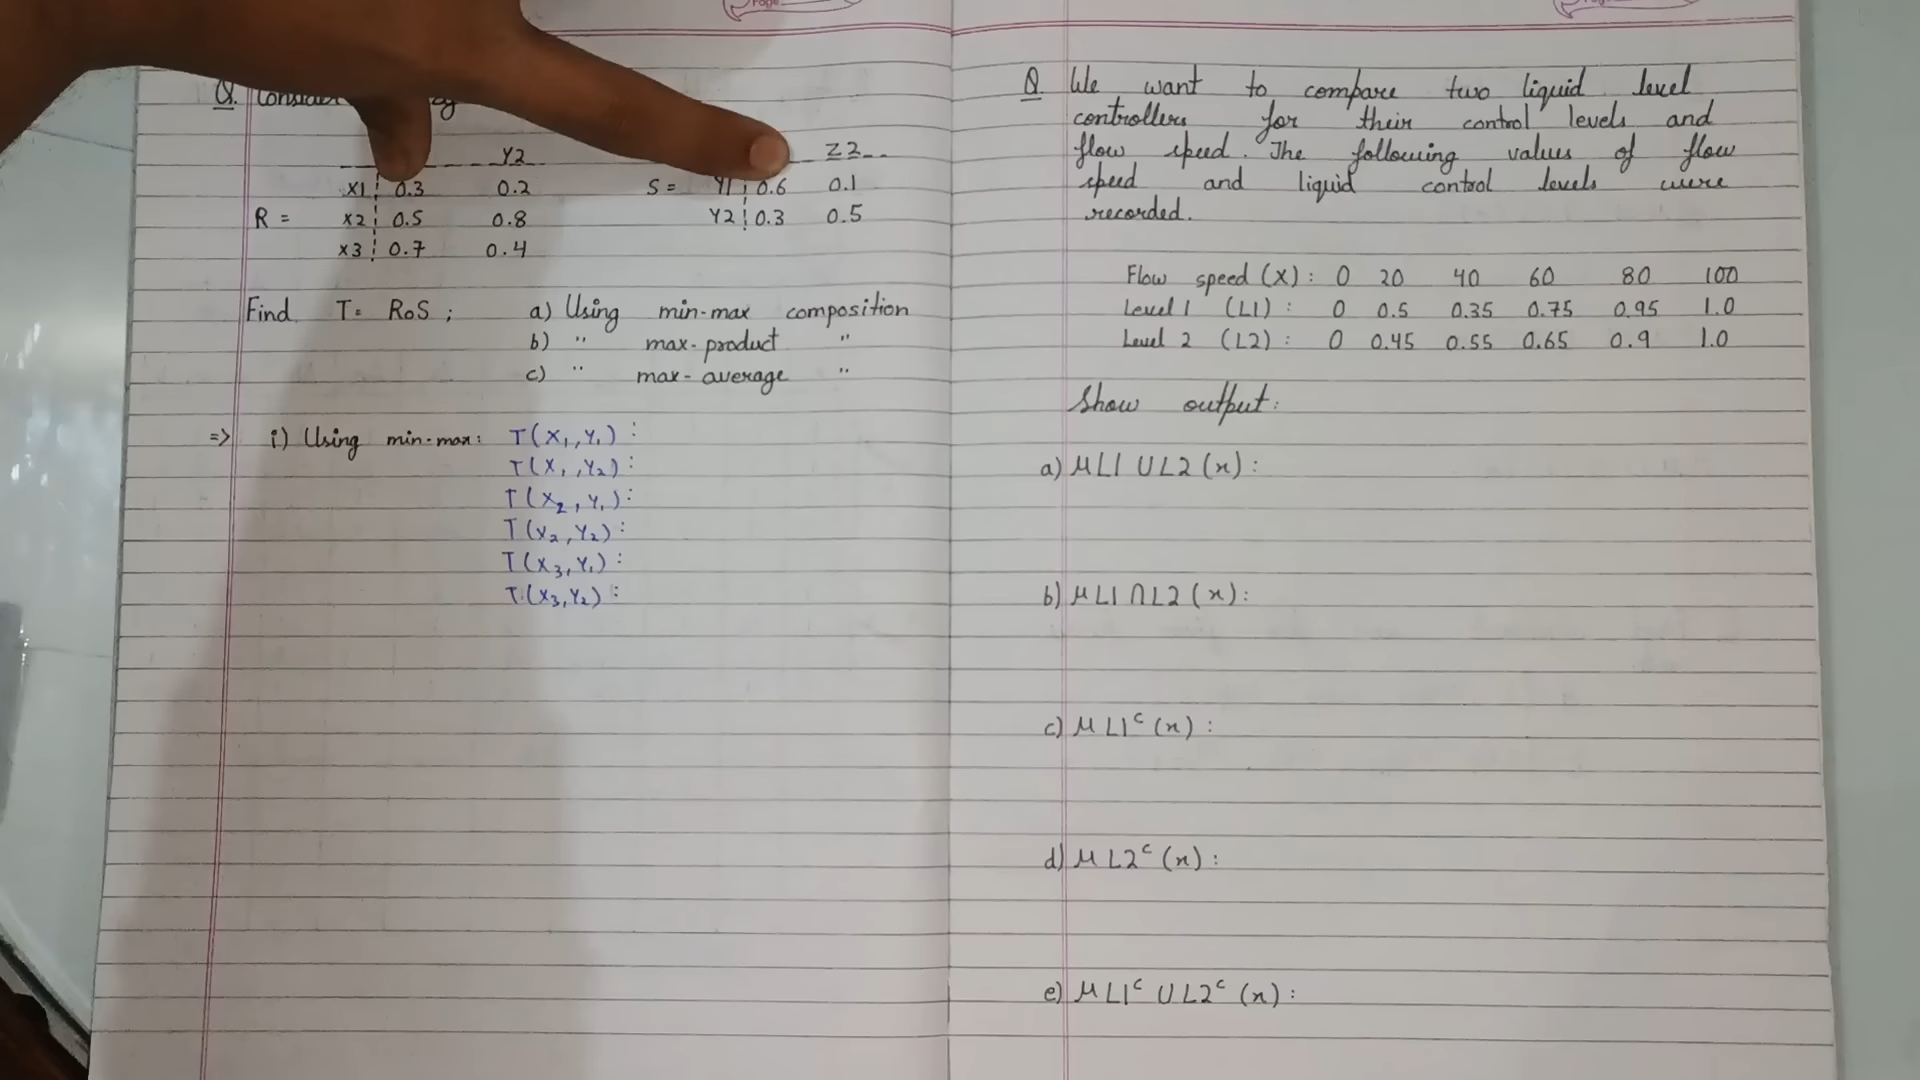 Q. Consider
Y2
X1 0.3 0.2
R = X2 0.5 0.8
X3 0.7 0.4
Z2
S = Y1 0.6 0.1
Y2 0.3 0.5
Find T= RoS ; a) Using min-max composition
b) " max-product "
c) " max-average "
=> i) Using min-max: T(X₁,Y₁) :
T(X₁,Y₂) :
T(X₂,Y₁) :
T(X₂,Y₂) :
T(X₃,Y₁) :
T(X₃,Y₂) :
Q. We want to compare two liquid level
controllers for their control levels and
flow speed. The following values of flow
speed and liquid control levels were
recorded.
Flow speed (X) : 0 20 40 60 80 100
Level 1 (L1) : 0 0.5 0.35 0.75 0.95 1.0
Level 2 (L2) : 0 0.45 0.55 0.65 0.9 1.0
Show output:
a) μL1 ∪ L2 (x) :
b) μL1 ∩ L2 (x) :
c) μL1ᶜ (x) :
d) μL2ᶜ (x) :
e) μL1ᶜ ∪ L2ᶜ (x) :